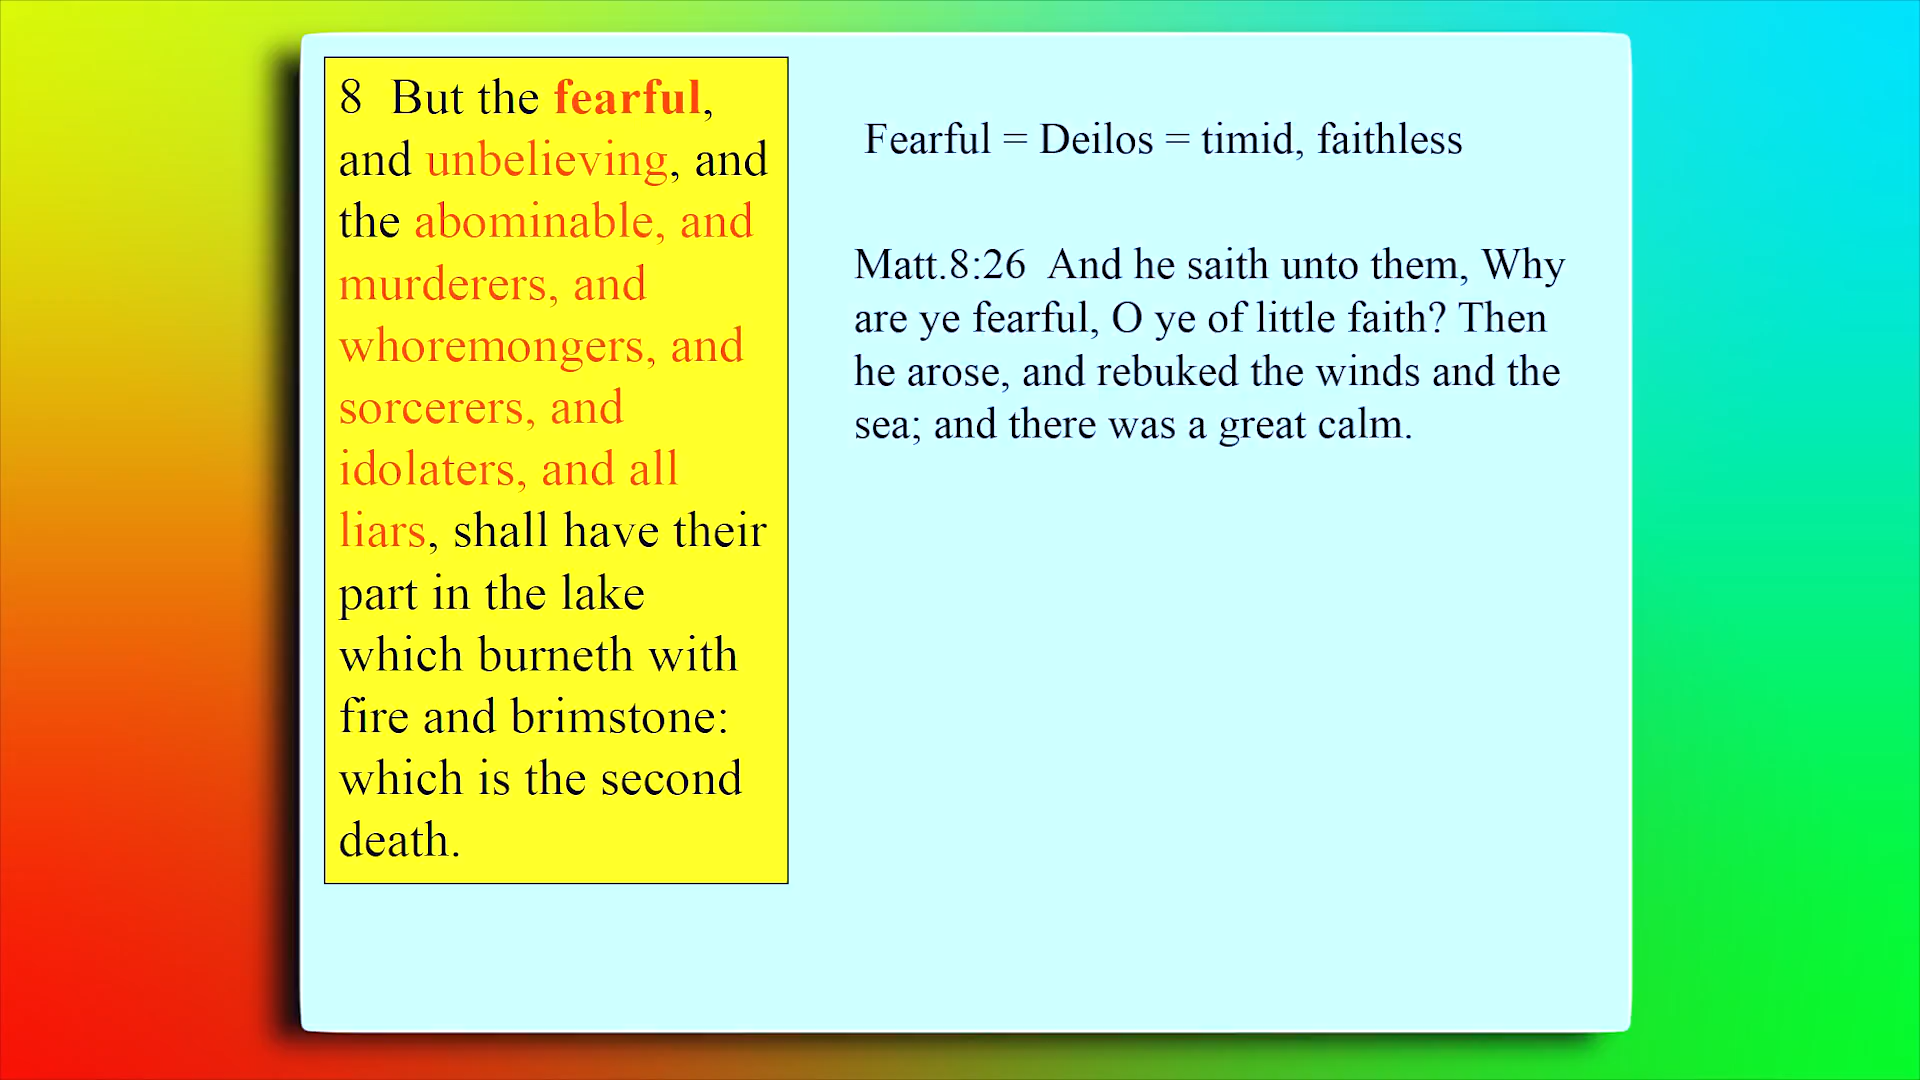 8 But the fearful,
and unbelieving, and
the abominable, and
murderers, and
whoremongers, and
sorcerers, and
idolaters, and all
liars, shall have their
part in the lake
which burneth with
fire and brimstone:
which is the second
death.
Fearful = Deilos = timid, faithless
Matt.8:26 And he saith unto them, Why
are ye fearful, O ye of little faith? Then
he arose, and rebuked the winds and the
sea; and there was a great calm.